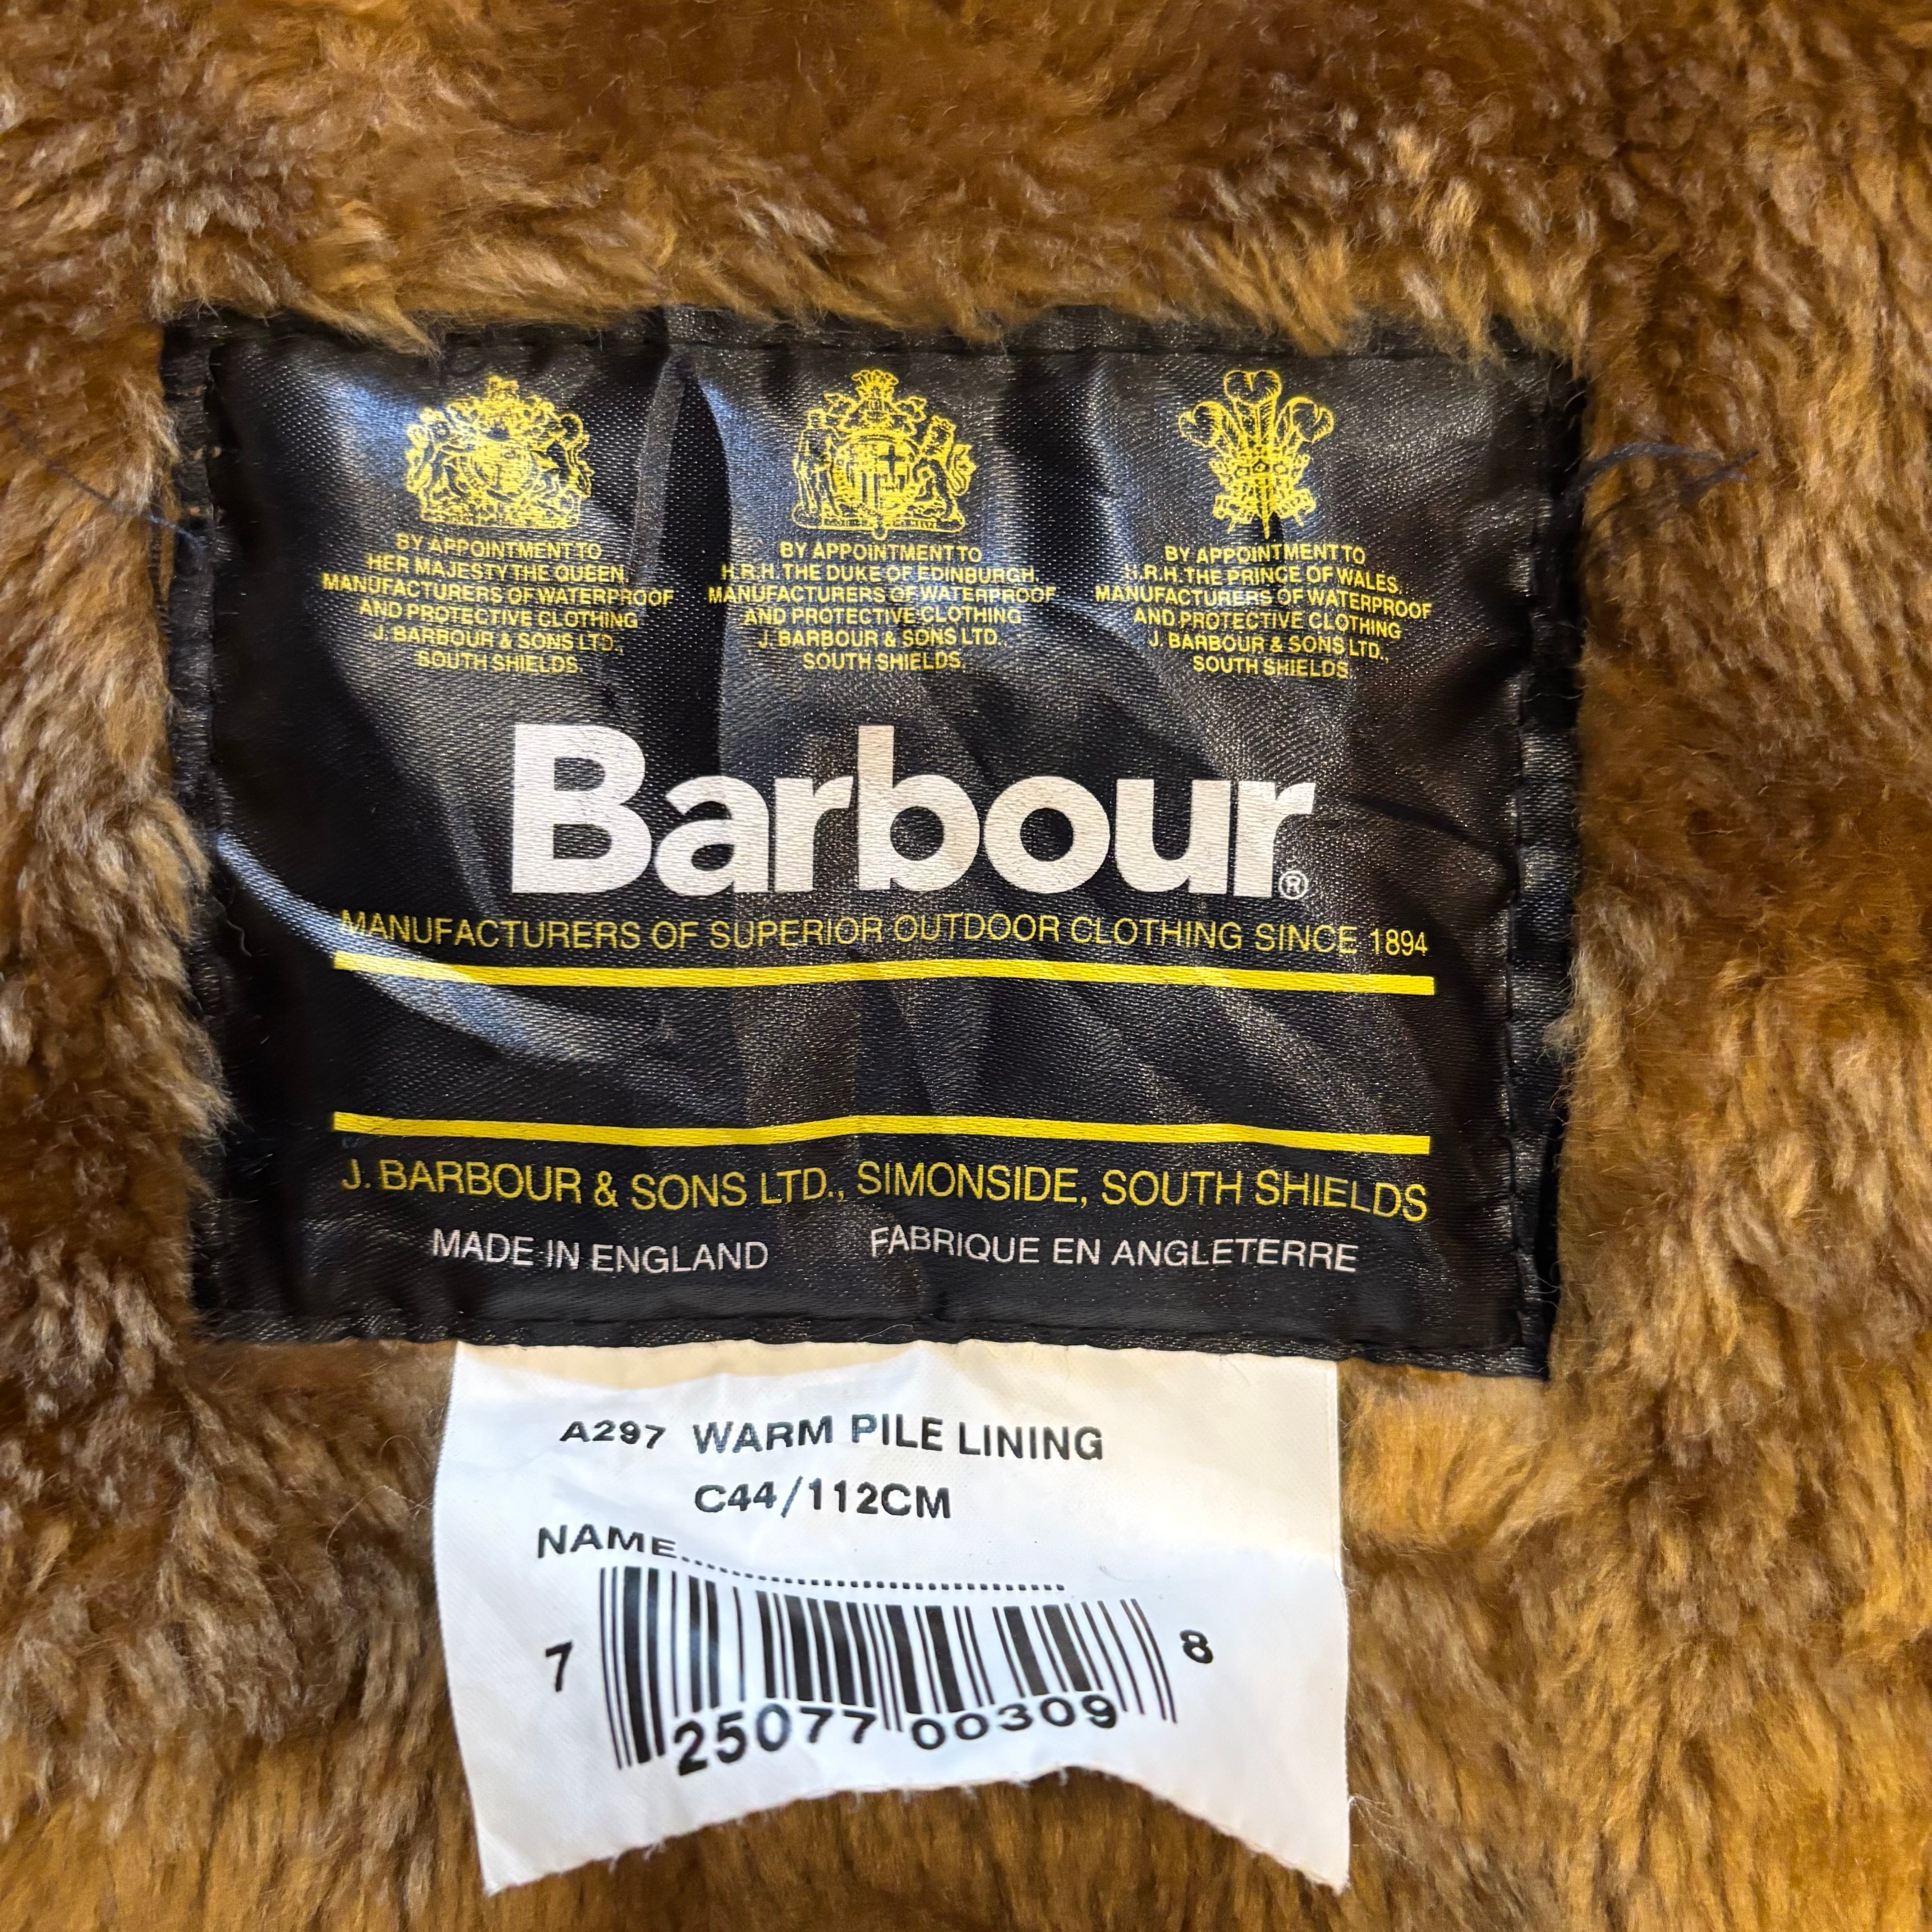 BY APPOINTMENT TO
HER MAJESTY THE QUEEN,
MANUFACTURERS OF WATERPROOF
AND PROTECTIVE CLOTHING
J. BARBOUR & SONS LTD.,
SOUTH SHIELDS.
BY APPOINTMENT TO
H.R.H. THE DUKE OF EDINBURGH,
MANUFACTURERS OF WATERPROOF
AND PROTECTIVE CLOTHING
J. BARBOUR & SONS LTD.,
SOUTH SHIELDS.
BY APPOINTMENT TO
H.R.H. THE PRINCE OF WALES,
MANUFACTURERS OF WATERPROOF
AND PROTECTIVE CLOTHING
J. BARBOUR & SONS LTD.,
SOUTH SHIELDS.
Barbour®
MANUFACTURERS OF SUPERIOR OUTDOOR CLOTHING SINCE 1894
J. BARBOUR & SONS LTD., SIMONSIDE, SOUTH SHIELDS
MADE IN ENGLAND FABRIQUE EN ANGLETERRE
A297 WARM PILE LINING
C44/112CM
NAME........................................
7 25077 00309 8